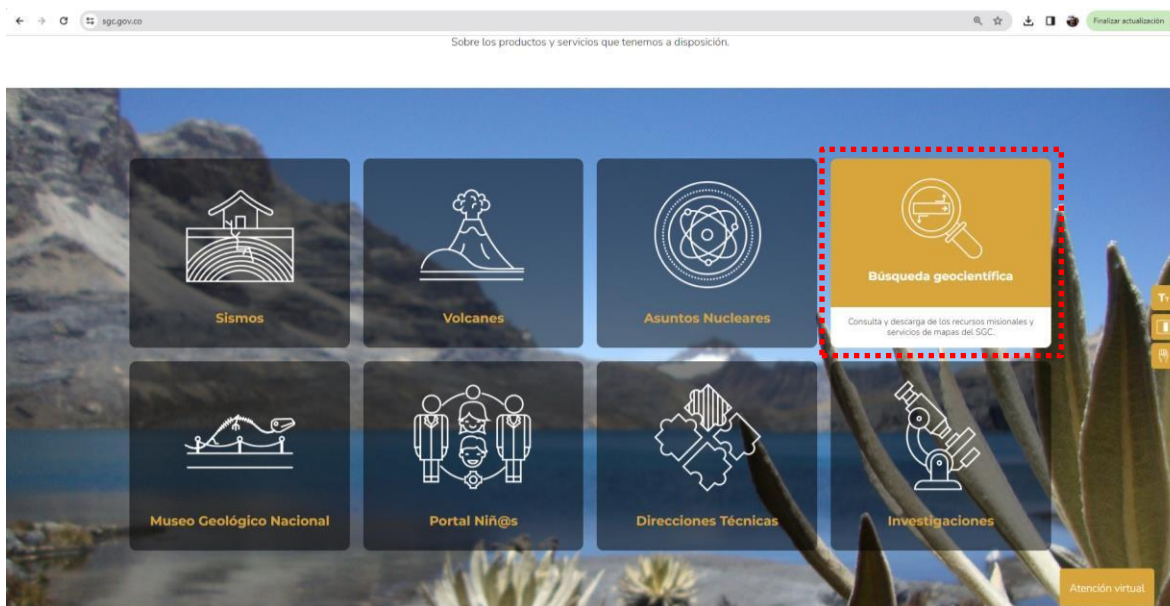 sgc.gov.co
Finalizar actualización
Sobre los productos y servicios que tenemos a disposición.
Sismos
Volcanes
Asuntos Nucleares
Búsqueda geocientífica
Consulta y descarga de los recursos misionales y
servicios de mapas del SGC.
Museo Geológico Nacional
Portal Niñ@s
Direcciones Técnicas
Investigaciones
Atención virtual